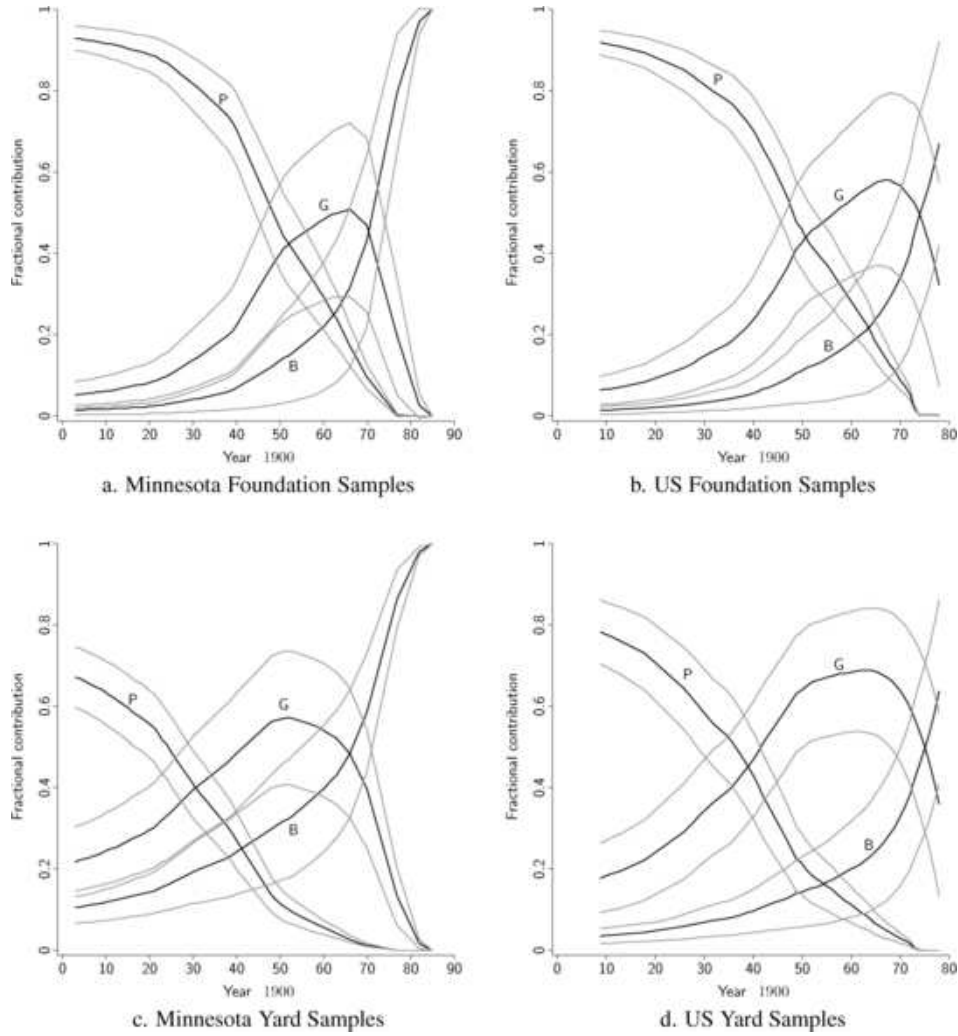 Fractional contribution
1
0.8
0.6
0.4
0.2
0
P
G
B
0 10 20 30 40 50 60 70 80 90
Year 1900
a. Minnesota Foundation Samples
Fractional contribution
1
0.8
0.6
0.4
0.2
0
P
G
B
0 10 20 30 40 50 60 70 80
Year 1900
b. US Foundation Samples
Fractional contribution
1
0.8
0.6
0.4
0.2
0
P
G
B
0 10 20 30 40 50 60 70 80 90
Year 1900
c. Minnesota Yard Samples
Fractional contribution
1
0.8
0.6
0.4
0.2
0
P
G
B
0 10 20 30 40 50 60 70 80
Year 1900
d. US Yard Samples